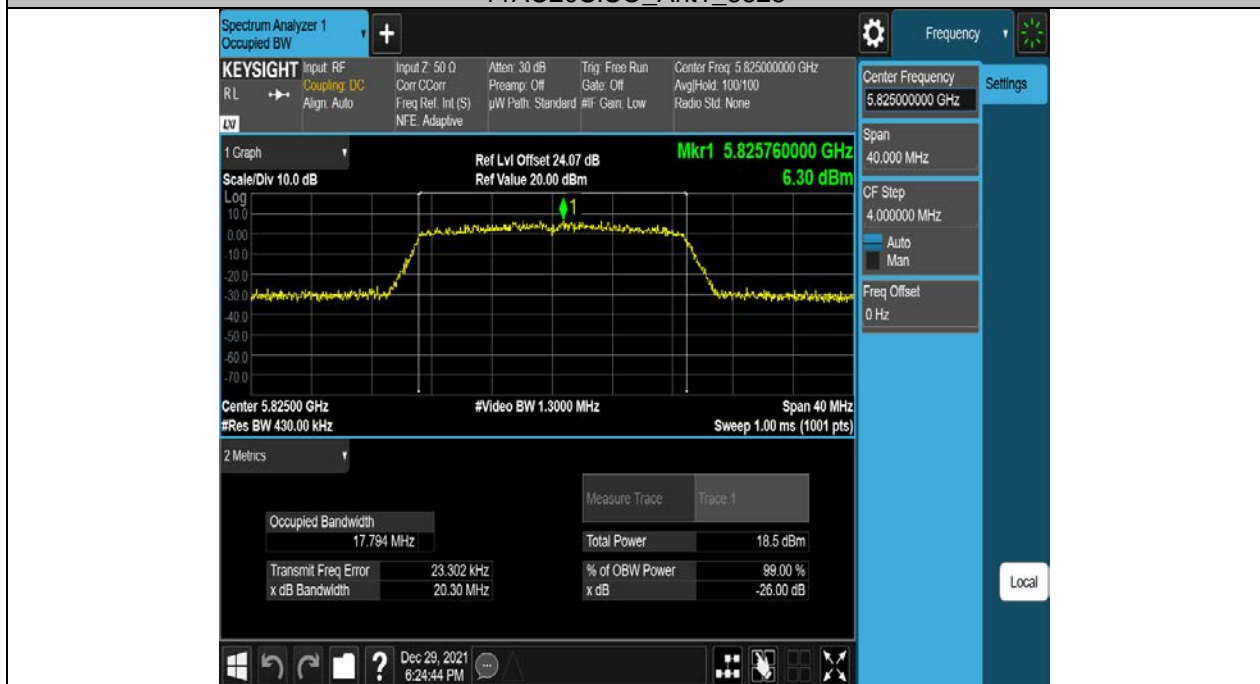 11AC20SISO_Ant1_5825
Spectrum Analyzer 1
Occupied BW
+
Frequency
KEYSIGHT
RL
LXI
Input: RF
Coupling: DC
Align: Auto
Input Z: 50 Ω
Corr CCorr
Freq Ref: Int (S)
NFE: Adaptive
Atten: 30 dB
Preamp: Off
µW Path: Standard
Trig: Free Run
Gate: Off
#IF Gain: Low
Center Freq: 5.825000000 GHz
Avg|Hold: 100/100
Radio Std: None
Center Frequency
5.825000000 GHz
Settings
Span
40.000 MHz
CF Step
4.000000 MHz
Auto
Man
Freq Offset
0 Hz
Local
1 Graph
Scale/Div 10.0 dB
Ref Lvl Offset 24.07 dB
Ref Value 20.00 dBm
Mkr1 5.825760000 GHz
6.30 dBm
Log
10.0
0.00
-10.0
-20.0
-30.0
-40.0
-50.0
-60.0
-70.0
1
Center 5.82500 GHz
#Res BW 430.00 kHz
#Video BW 1.3000 MHz
Span 40 MHz
Sweep 1.00 ms (1001 pts)
2 Metrics
Measure Trace Trace 1
Occupied Bandwidth
17.794 MHz
Total Power 18.5 dBm
Transmit Freq Error 23.302 kHz
% of OBW Power 99.00 %
x dB Bandwidth 20.30 MHz
x dB -26.00 dB
?
Dec 29, 2021
6:24:44 PM